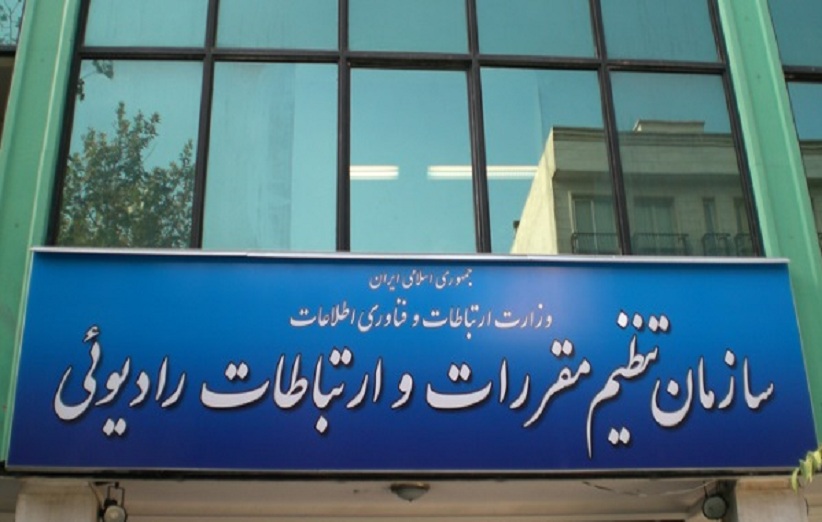 جمهوری اسلامی ایران
وزارت ارتباطات و فناوری اطلاعات
سازمان تنظیم مقررات و ارتباطات رادیوئی